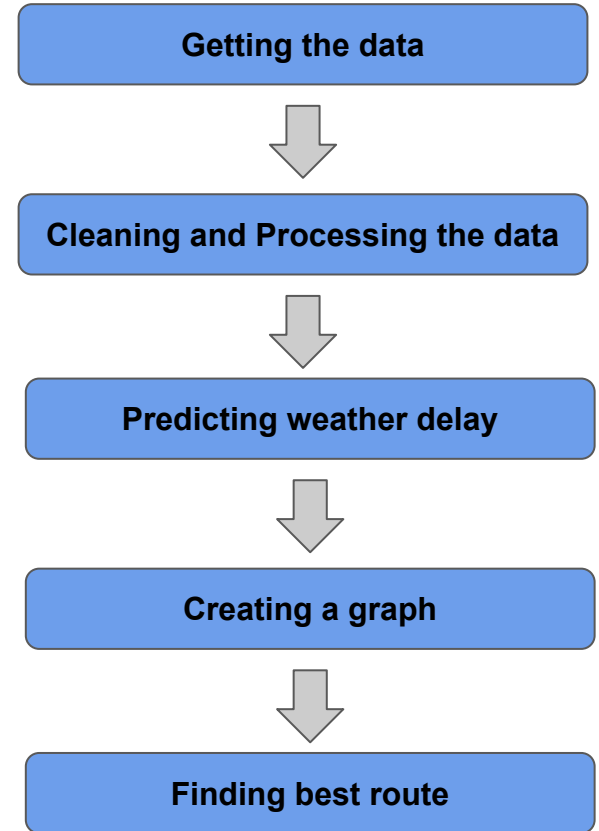 Getting the data
Cleaning and Processing the data
Predicting weather delay
Creating a graph
Finding best route